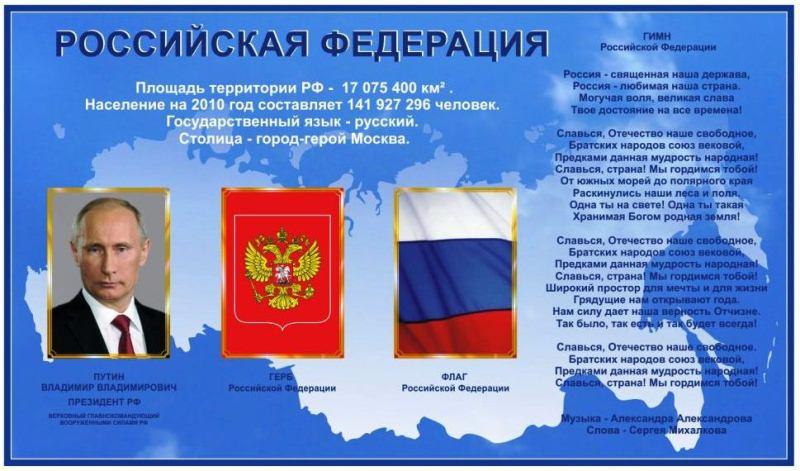 РОССИЙСКАЯ ФЕДЕРАЦИЯ
Площадь территории РФ - 17 075 400 км² .
Население на 2010 год составляет 141 927 296 человек.
Государственный язык - русский.
Столица - город-герой Москва.
ПУТИН
ВЛАДИМИР ВЛАДИМИРОВИЧ
ПРЕЗИДЕНТ РФ
ВЕРХОВНЫЙ ГЛАВНОКОМАНДУЮЩИЙ
ВООРУЖЕННЫМИ СИЛАМИ РФ
ГЕРБ
Российской Федерации
ФЛАГ
Российской Федерации
ГИМН
Российской Федерации
Россия - священная наша держава,
Россия - любимая наша страна.
Могучая воля, великая слава
Твое достояние на все времена!
Славься, Отечество наше свободное,
Братских народов союз вековой,
Предками данная мудрость народная!
Славься, страна! Мы гордимся тобой!
От южных морей до полярного края
Раскинулись наши леса и поля.
Одна ты на свете! Одна ты такая
Хранимая Богом родная земля!
Славься, Отечество наше свободное,
Братских народов союз вековой,
Предками данная мудрость народная!
Славься, страна! Мы гордимся тобой!
Широкий простор для мечты и для жизни
Грядущие нам открывают года.
Нам силу дает наша верность Отчизне.
Так было, так есть и так будет всегда!
Славься, Отечество наше свободное.
Братских народов союз вековой,
Предками данная мудрость народная!
Славься, страна! Мы гордимся тобой!
Музыка - Александра Александрова
Слова - Сергея Михалкова